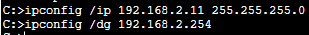 C:>ipconfig /ip 192.168.2.11 255.255.255.0
C:>ipconfig /dg 192.168.2.254